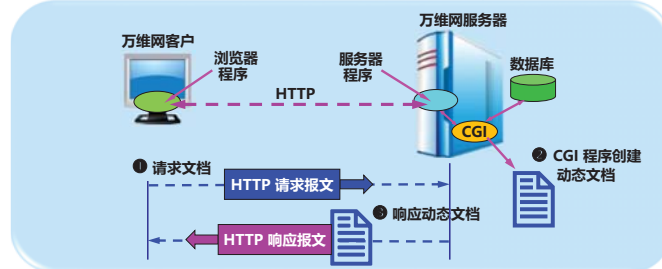 万维网客户
浏览器
程序
HTTP
万维网服务器
服务器
程序
数据库
CGI
❶ 请求文档
HTTP 请求报文
❷ CGI 程序创建
动态文档
❸ 响应动态文档
HTTP 响应报文